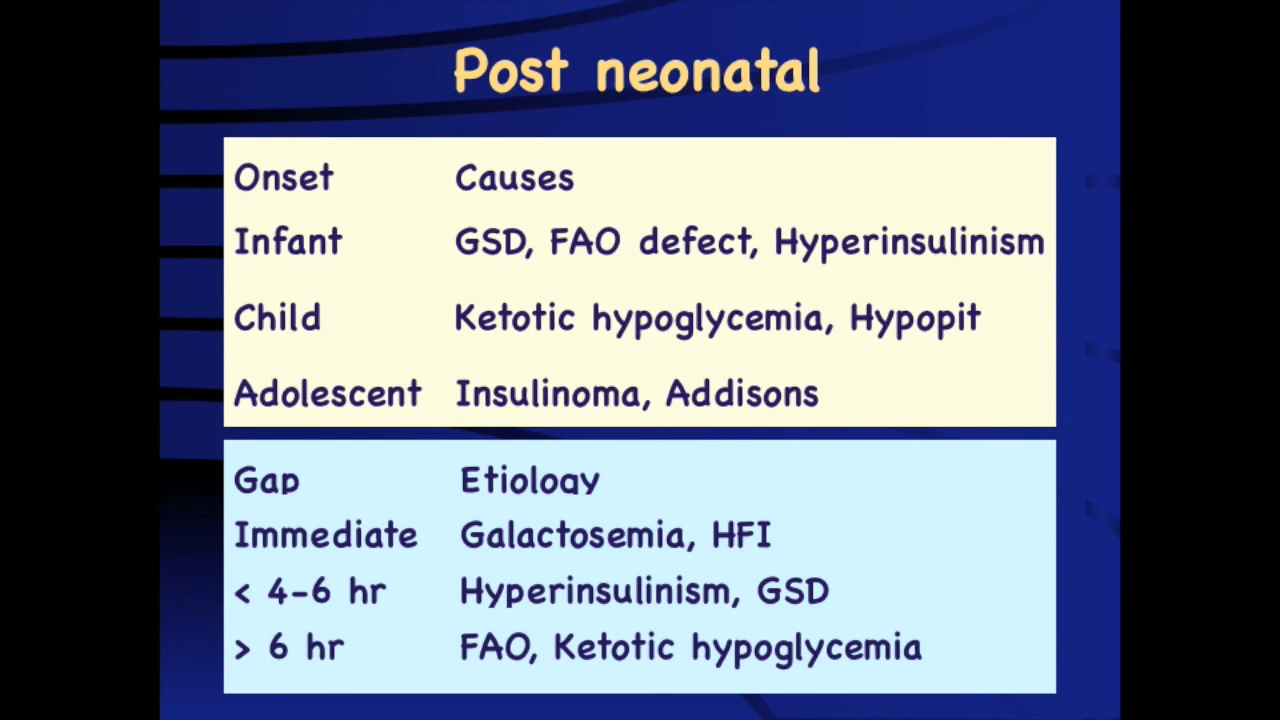 Post neonatal
Onset Causes
Infant GSD, FAO defect, Hyperinsulinism
Child Ketotic hypoglycemia, Hypopit
Adolescent Insulinoma, Addisons
Gap Etiology
Immediate Galactosemia, HFI
< 4-6 hr Hyperinsulinism, GSD
> 6 hr FAO, Ketotic hypoglycemia